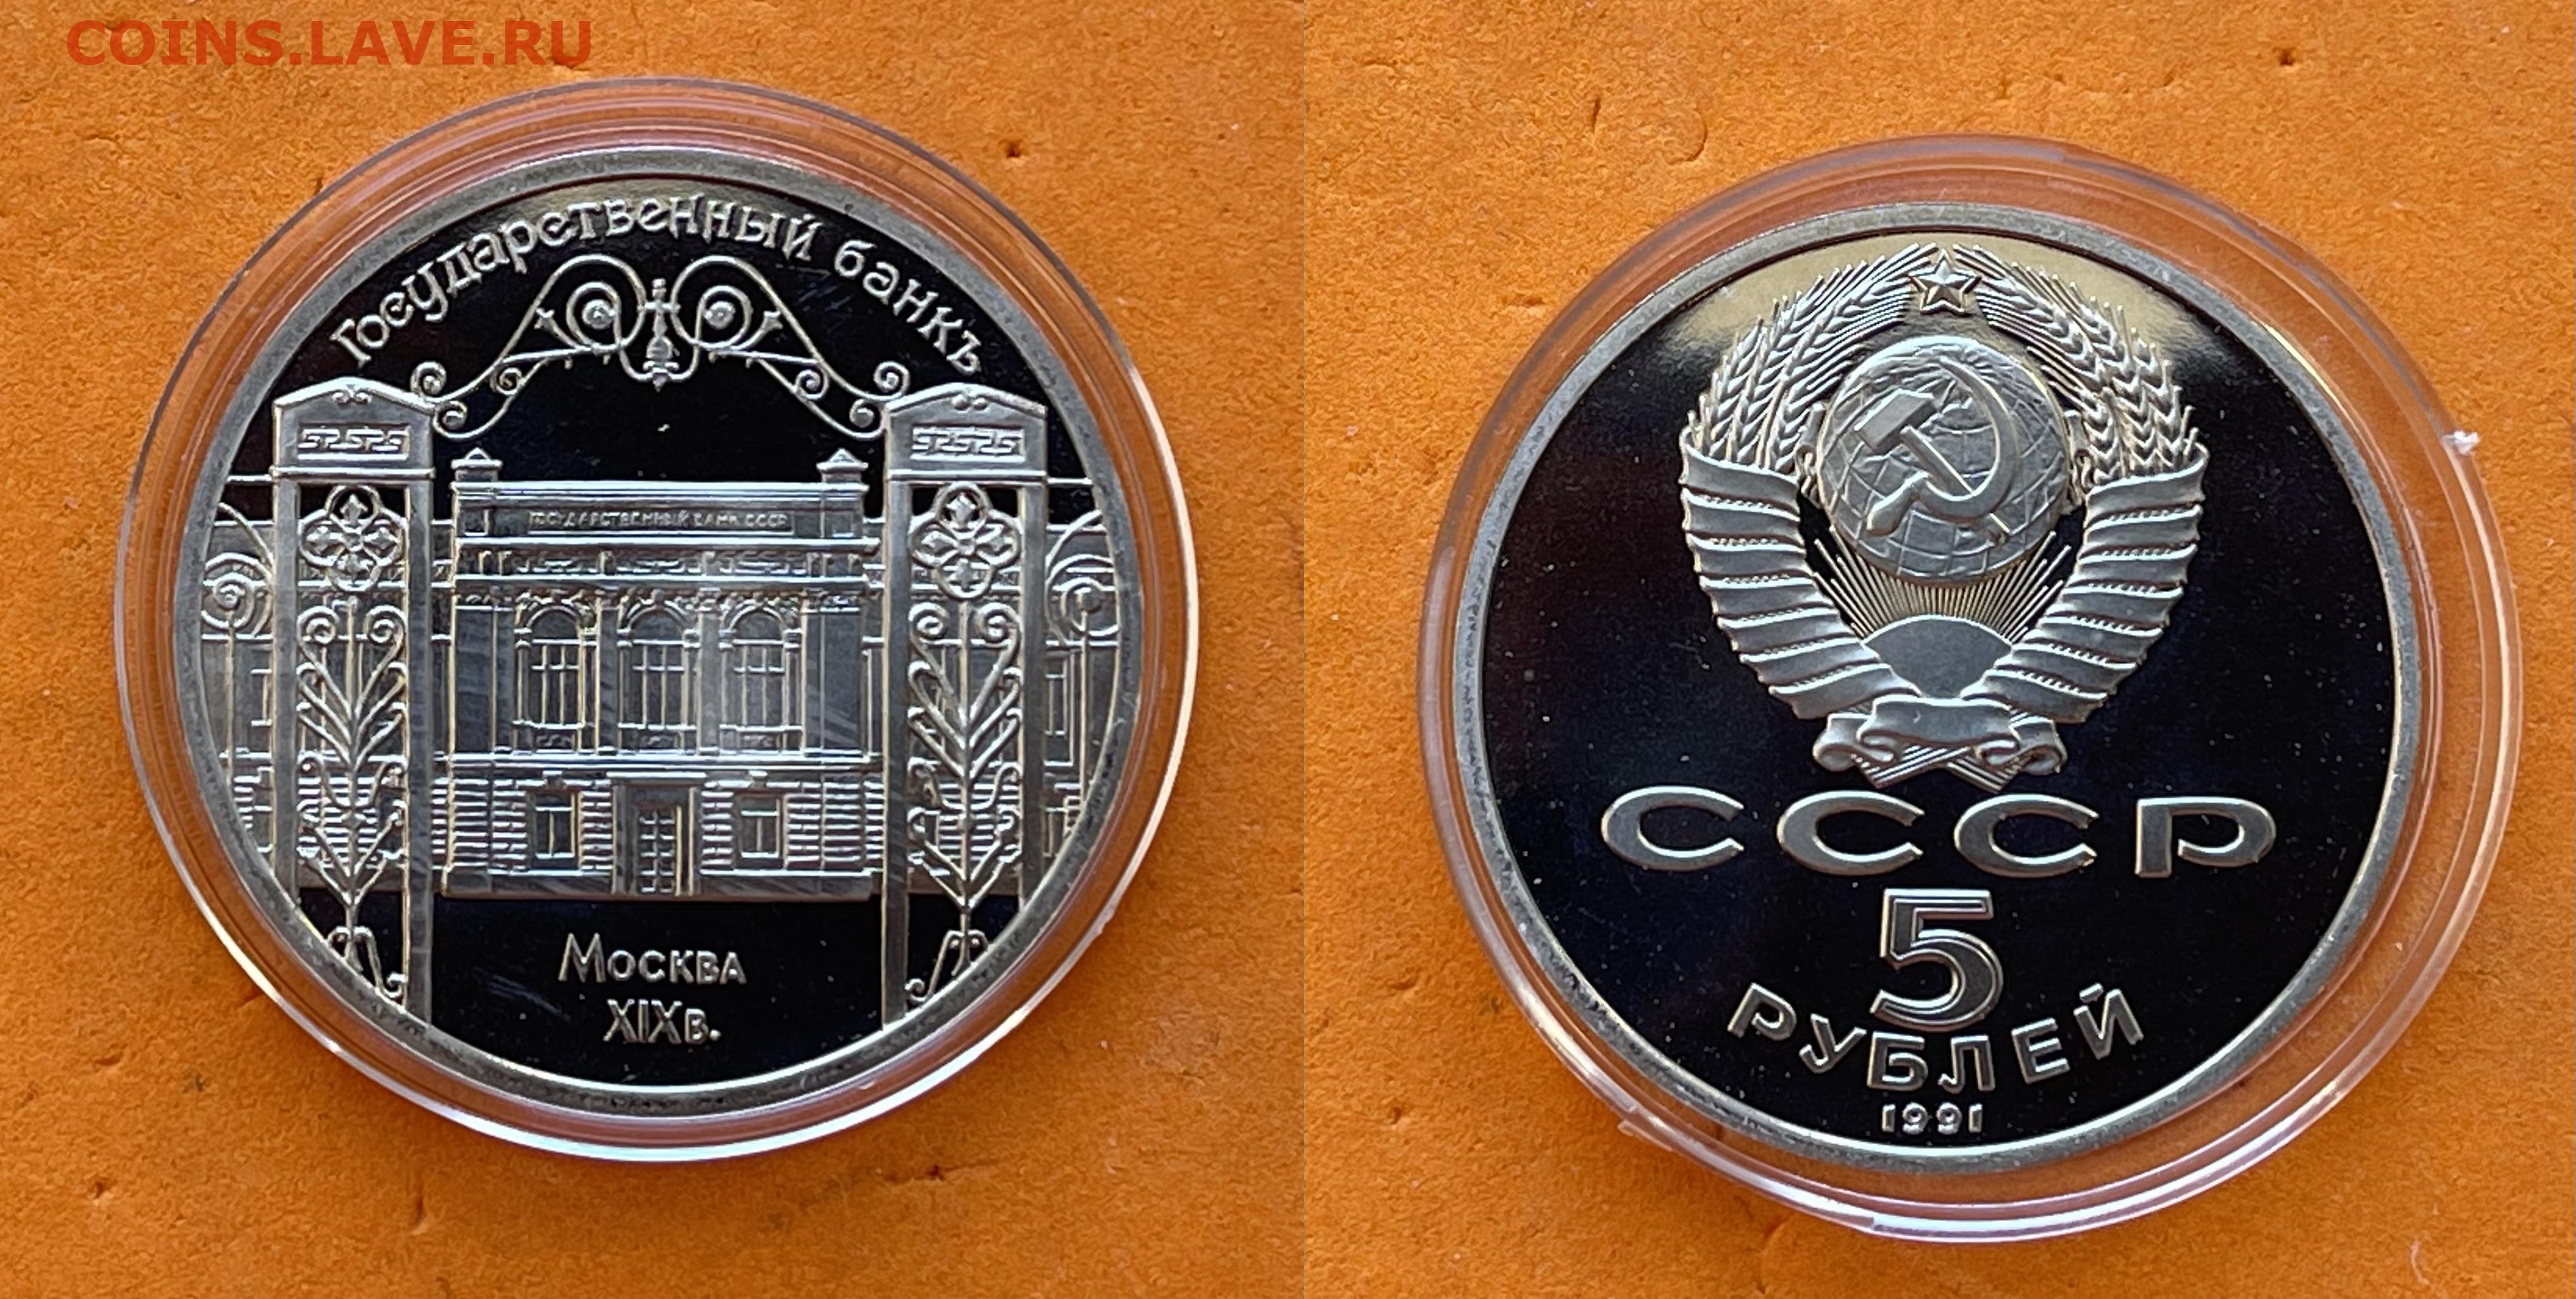 COINS.LAVE.RU
Государственный банкъ
ГОСУДАРСТВЕННЫЙ БАНК СССР
МОСКВА
XIXВ.
СССР
5
РУБЛЕЙ
1991